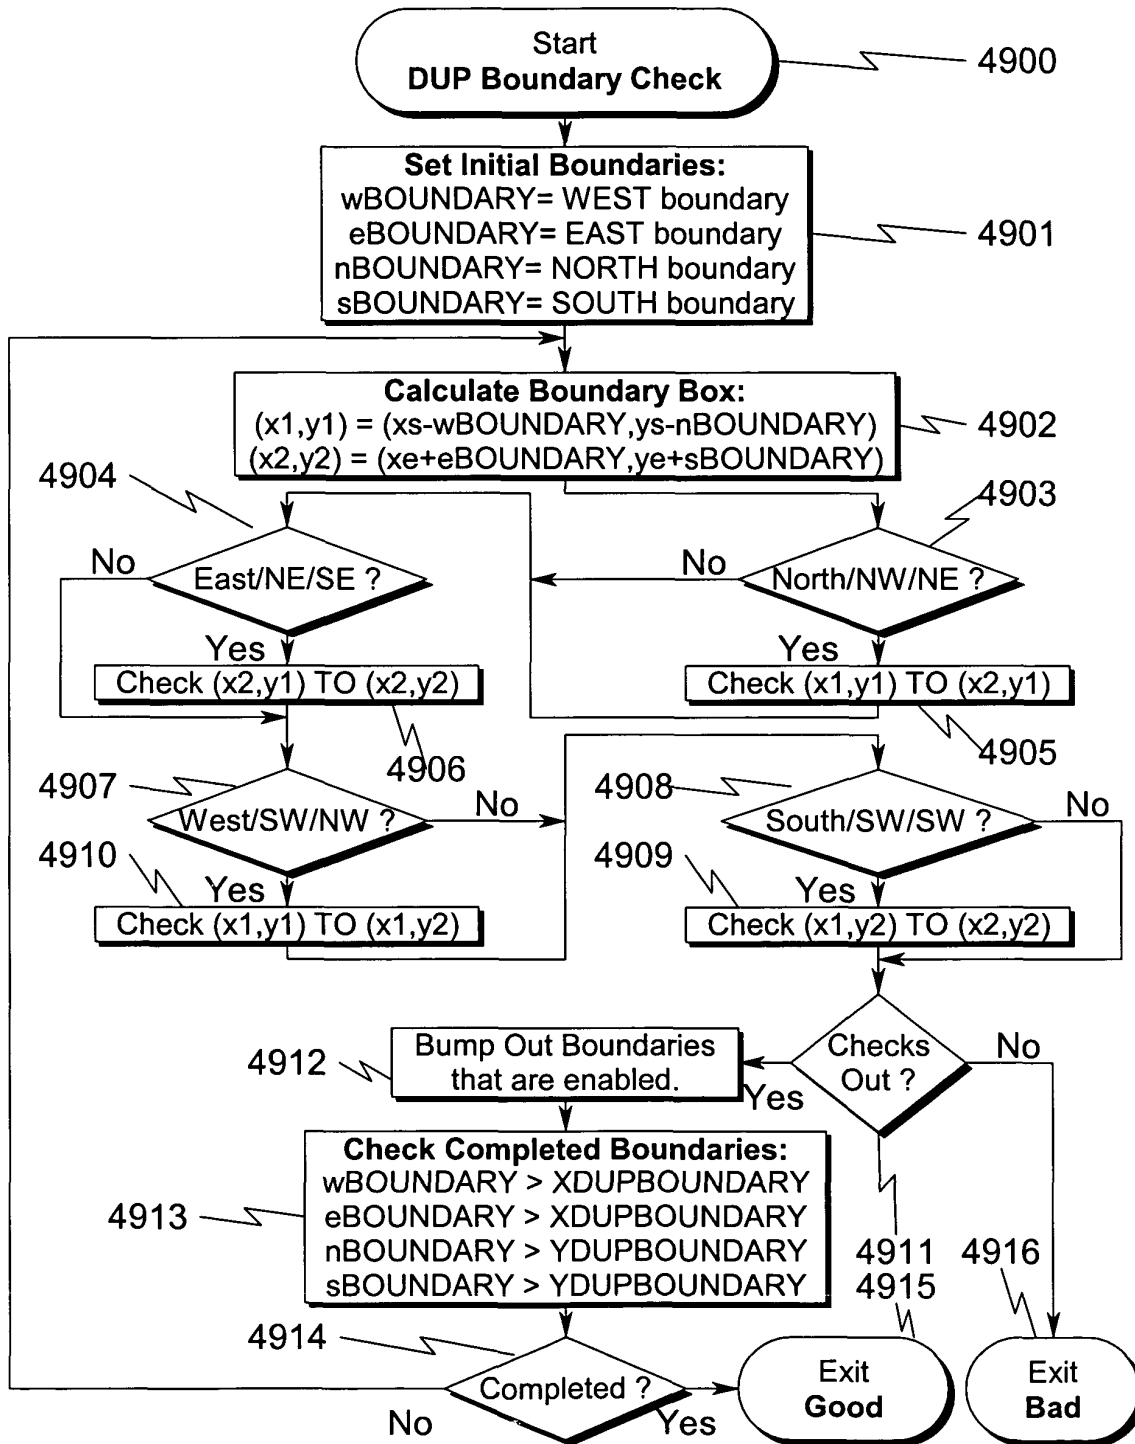 Start
DUP Boundary Check
4900
Set Initial Boundaries:
wBOUNDARY= WEST boundary
eBOUNDARY= EAST boundary
nBOUNDARY= NORTH boundary
sBOUNDARY= SOUTH boundary
4901
Calculate Boundary Box:
(x1,y1) = (xs-wBOUNDARY,ys-nBOUNDARY)
(x2,y2) = (xe+eBOUNDARY,ye+sBOUNDARY)
4902
4904
4903
No
East/NE/SE ?
No
North/NW/NE ?
Yes
Yes
Check (x2,y1) TO (x2,y2)
Check (x1,y1) TO (x2,y1)
4906
4905
4907
West/SW/NW ?
No
4908
South/SW/SW ?
No
4910
Yes
4909
Yes
Check (x1,y1) TO (x1,y2)
Check (x1,y2) TO (x2,y2)
4912
Bump Out Boundaries
that are enabled.
Yes
Checks
Out ?
No
Check Completed Boundaries:
wBOUNDARY > XDUPBOUNDARY
eBOUNDARY > XDUPBOUNDARY
nBOUNDARY > YDUPBOUNDARY
sBOUNDARY > YDUPBOUNDARY
4913
4911
4915
4916
4914
Completed ?
No
Yes
Exit
Good
Exit
Bad